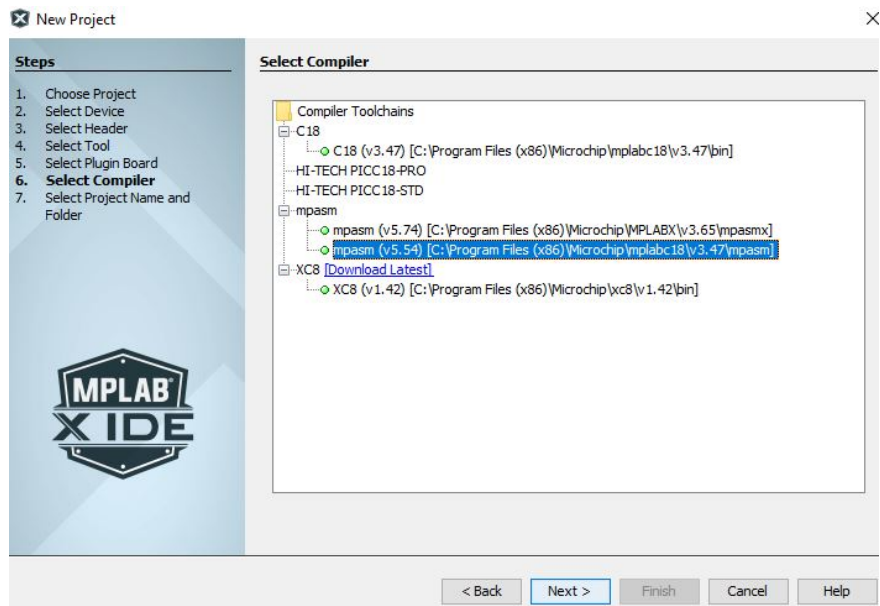 New Project
Steps
1. Choose Project
2. Select Device
3. Select Header
4. Select Tool
5. Select Plugin Board
6. Select Compiler
7. Select Project Name and
Folder
MPLAB
X IDE
Select Compiler
Compiler Toolchains
C18
C18 (v3.47) [C:\Program Files (x86)\Microchip\mplabc18\v3.47\bin]
HI-TECH PICC18-PRO
HI-TECH PICC18-STD
mpasm
mpasm (v5.74) [C:\Program Files (x86)\Microchip\MPLABX\v3.65\mpasmx]
mpasm (v5.54) [C:\Program Files (x86)\Microchip\mplabc18\v3.47\mpasm]
XC8 [Download Latest]
XC8 (v1.42) [C:\Program Files (x86)\Microchip\xc8\v1.42\bin]
< Back
Next >
Finish
Cancel
Help